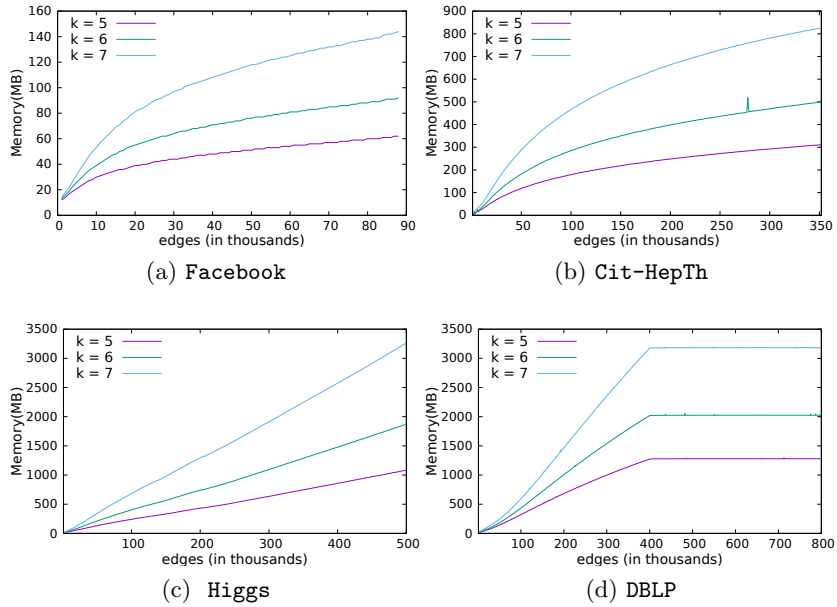 160
140
120
100
80
60
40
20
0
Memory(MB)
k = 5
k = 6
k = 7
0 10 20 30 40 50 60 70 80 90
edges (in thousands)
(a) Facebook
900
800
700
600
500
400
300
200
100
0
Memory(MB)
k = 5
k = 6
k = 7
50 100 150 200 250 300 350
edges (in thousands)
(b) Cit-HepTh
3500
3000
2500
2000
1500
1000
500
0
Memory(MB)
k = 5
k = 6
k = 7
100 200 300 400 500
edges (in thousands)
(c) Higgs
3500
3000
2500
2000
1500
1000
500
0
Memory(MB)
k = 5
k = 6
k = 7
100 200 300 400 500 600 700 800
edges (in thousands)
(d) DBLP